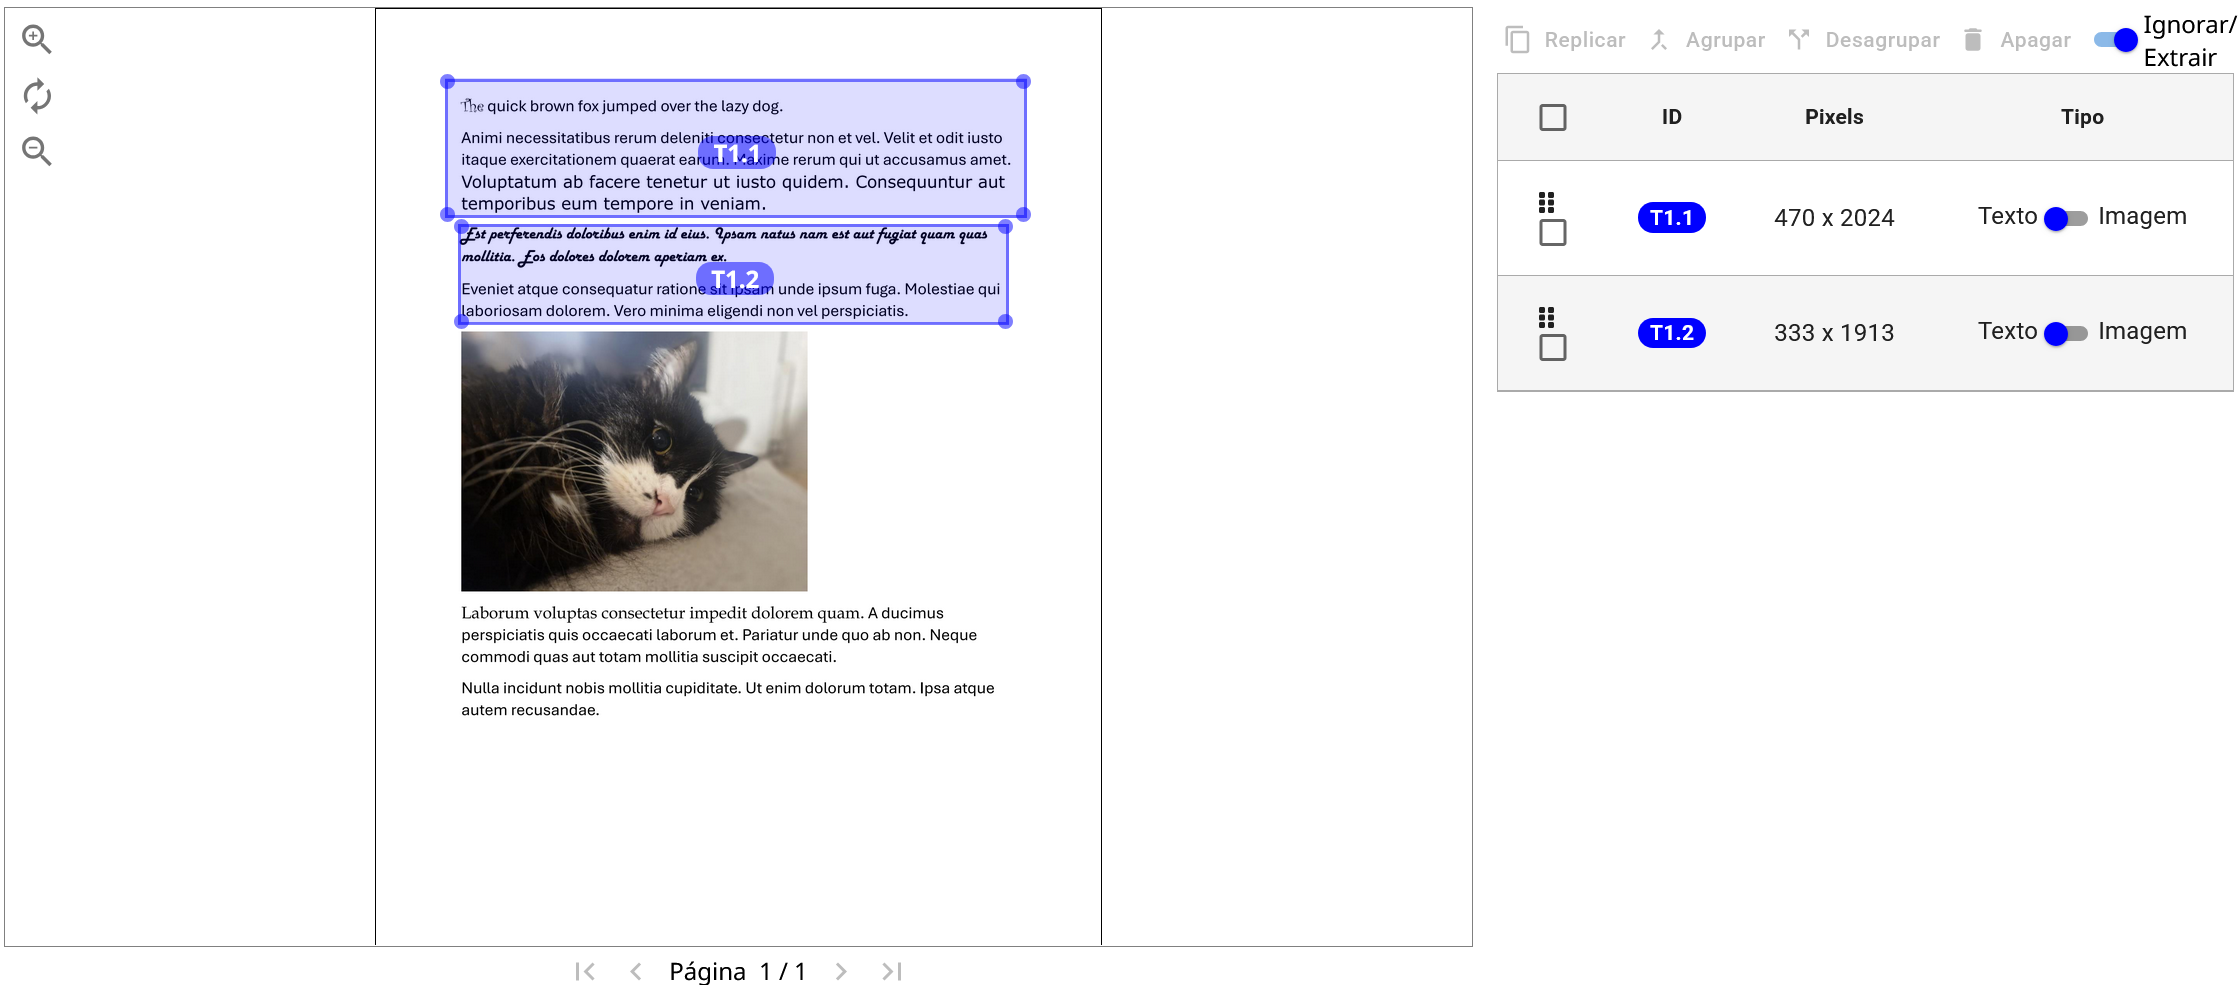 The quick brown fox jumped over the lazy dog.
Animi necessitatibus rerum deleniti consectetur non et vel. Velit et odit iusto
itaque exercitationem quaerat earum. Maxime rerum qui ut accusamus amet.
Voluptatum ab facere tenetur ut iusto quidem. Consequuntur aut
temporibus eum tempore in veniam.
T1.1
Est perferendis doloribus enim id eius. Ipsam natus nam est aut fugiat quam quas
mollitia. Eos dolores dolorem aperiam ex.
T1.2
Eveniet atque consequatur ratione sit ipsam unde ipsum fuga. Molestiae qui
laboriosam dolorem. Vero minima eligendi non vel perspiciatis.
Laborum voluptas consectetur impedit dolorem quam. A ducimus
perspiciatis quis occaecati laborum et. Pariatur unde quo ab non. Neque
commodi quas aut totam mollitia suscipit occaecati.
Nulla incidunt nobis mollitia cupiditate. Ut enim dolorum totam. Ipsa atque
autem recusandae.
Página 1 / 1
Replicar Agrupar Desagrupar Apagar Ignorar/
Extrair
ID Pixels Tipo
T1.1 470 x 2024 Texto Imagem
T1.2 333 x 1913 Texto Imagem